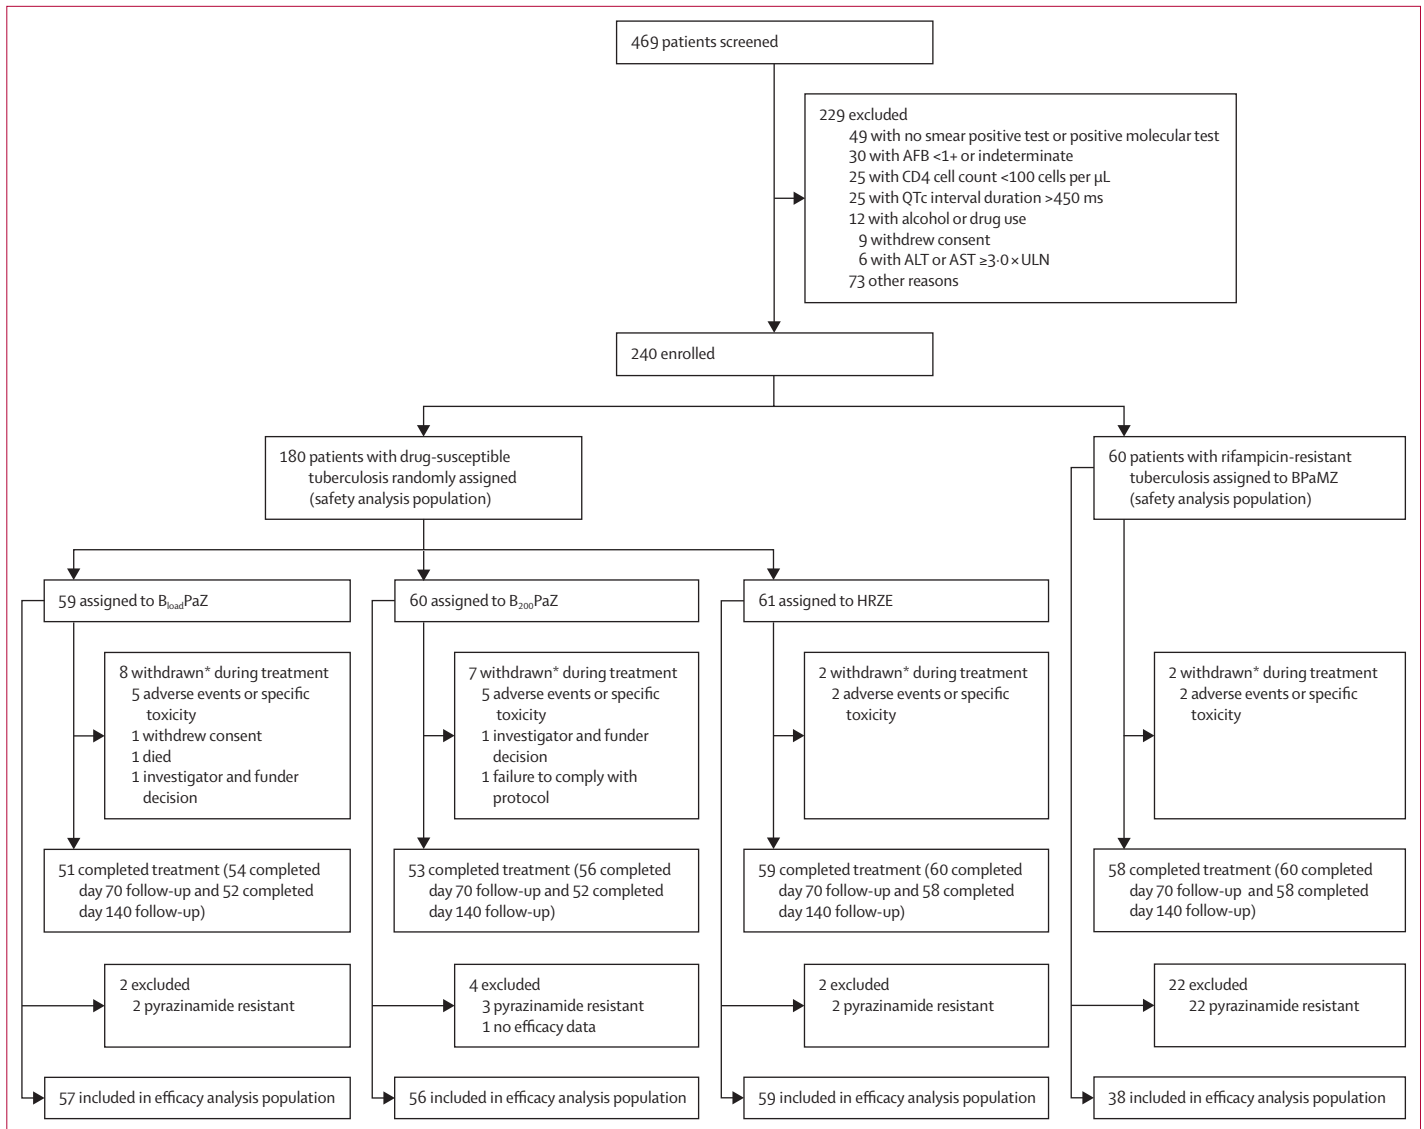 469 patients screened
229 excluded
49 with no smear positive test or positive molecular test
30 with AFB <1+ or indeterminate
25 with CD4 cell count <100 cells per µL
25 with QTc interval duration >450 ms
12 with alcohol or drug use
9 withdrew consent
6 with ALT or AST ≥3·0 × ULN
73 other reasons
240 enrolled
180 patients with drug-susceptible
tuberculosis randomly assigned
(safety analysis population)
60 patients with rifampicin-resistant
tuberculosis assigned to BPaMZ
(safety analysis population)
59 assigned to BloadPaZ
60 assigned to B200PaZ
61 assigned to HRZE
8 withdrawn* during treatment
5 adverse events or specific
toxicity
1 withdrew consent
1 died
1 investigator and funder
decision
7 withdrawn* during treatment
5 adverse events or specific
toxicity
1 investigator and funder
decision
1 failure to comply with
protocol
2 withdrawn* during treatment
2 adverse events or specific
toxicity
2 withdrawn* during treatment
2 adverse events or specific
toxicity
51 completed treatment (54 completed
day 70 follow-up and 52 completed
day 140 follow-up)
53 completed treatment (56 completed
day 70 follow-up and 52 completed
day 140 follow-up)
59 completed treatment (60 completed
day 70 follow-up and 58 completed
day 140 follow-up)
58 completed treatment (60 completed
day 70 follow-up and 58 completed
day 140 follow-up)
2 excluded
2 pyrazinamide resistant
4 excluded
3 pyrazinamide resistant
1 no efficacy data
2 excluded
2 pyrazinamide resistant
22 excluded
22 pyrazinamide resistant
57 included in efficacy analysis population
56 included in efficacy analysis population
59 included in efficacy analysis population
38 included in efficacy analysis population